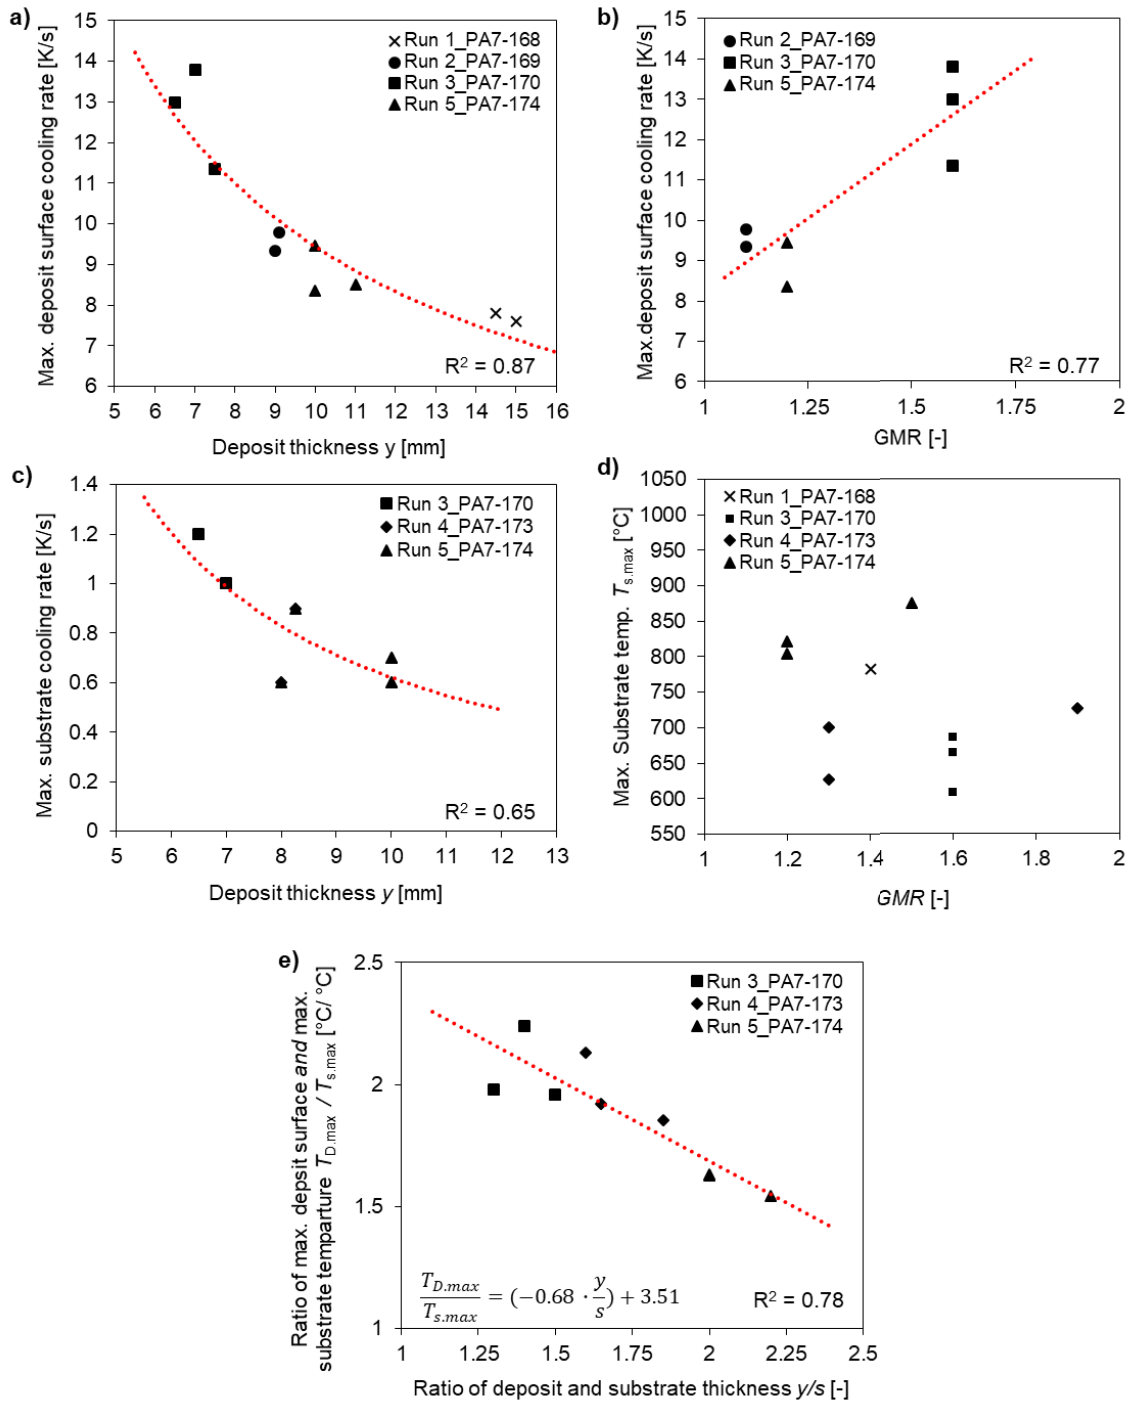 a)
Max. deposit surface cooling rate [K/s]
15
14
13
12
11
10
9
8
7
6
5 6 7 8 9 10 11 12 13 14 15 16
Deposit thickness y [mm]
Run 1_PA7-168
Run 2_PA7-169
Run 3_PA7-170
Run 5_PA7-174
R² = 0.87
b)
Max.deposit surface cooling rate [K/s]
15
14
13
12
11
10
9
8
7
6
1 1.25 1.5 1.75 2
GMR [-]
Run 2_PA7-169
Run 3_PA7-170
Run 5_PA7-174
R² = 0.77
c)
Max. substrate cooling rate [K/s]
1.4
1.2
1
0.8
0.6
0.4
0.2
0
5 6 7 8 9 10 11 12 13
Deposit thickness y [mm]
Run 3_PA7-170
Run 4_PA7-173
Run 5_PA7-174
R² = 0.65
d)
Max. Substrate temp. Ts.max [°C]
1050
1000
950
900
850
800
750
700
650
600
550
1 1.2 1.4 1.6 1.8 2
GMR [-]
Run 1_PA7-168
Run 3_PA7-170
Run 4_PA7-173
Run 5_PA7-174
e)
Ratio of max. depsit surface and max.
substrate temparture TD.max / Ts.max [°C/ °C]
2.5
2
1.5
1
1 1.25 1.5 1.75 2 2.25 2.5
Ratio of deposit and substrate thickness y/s [-]
Run 3_PA7-170
Run 4_PA7-173
Run 5_PA7-174
TD.max/Ts.max = (−0.68 · y/s) + 3.51
R² = 0.78